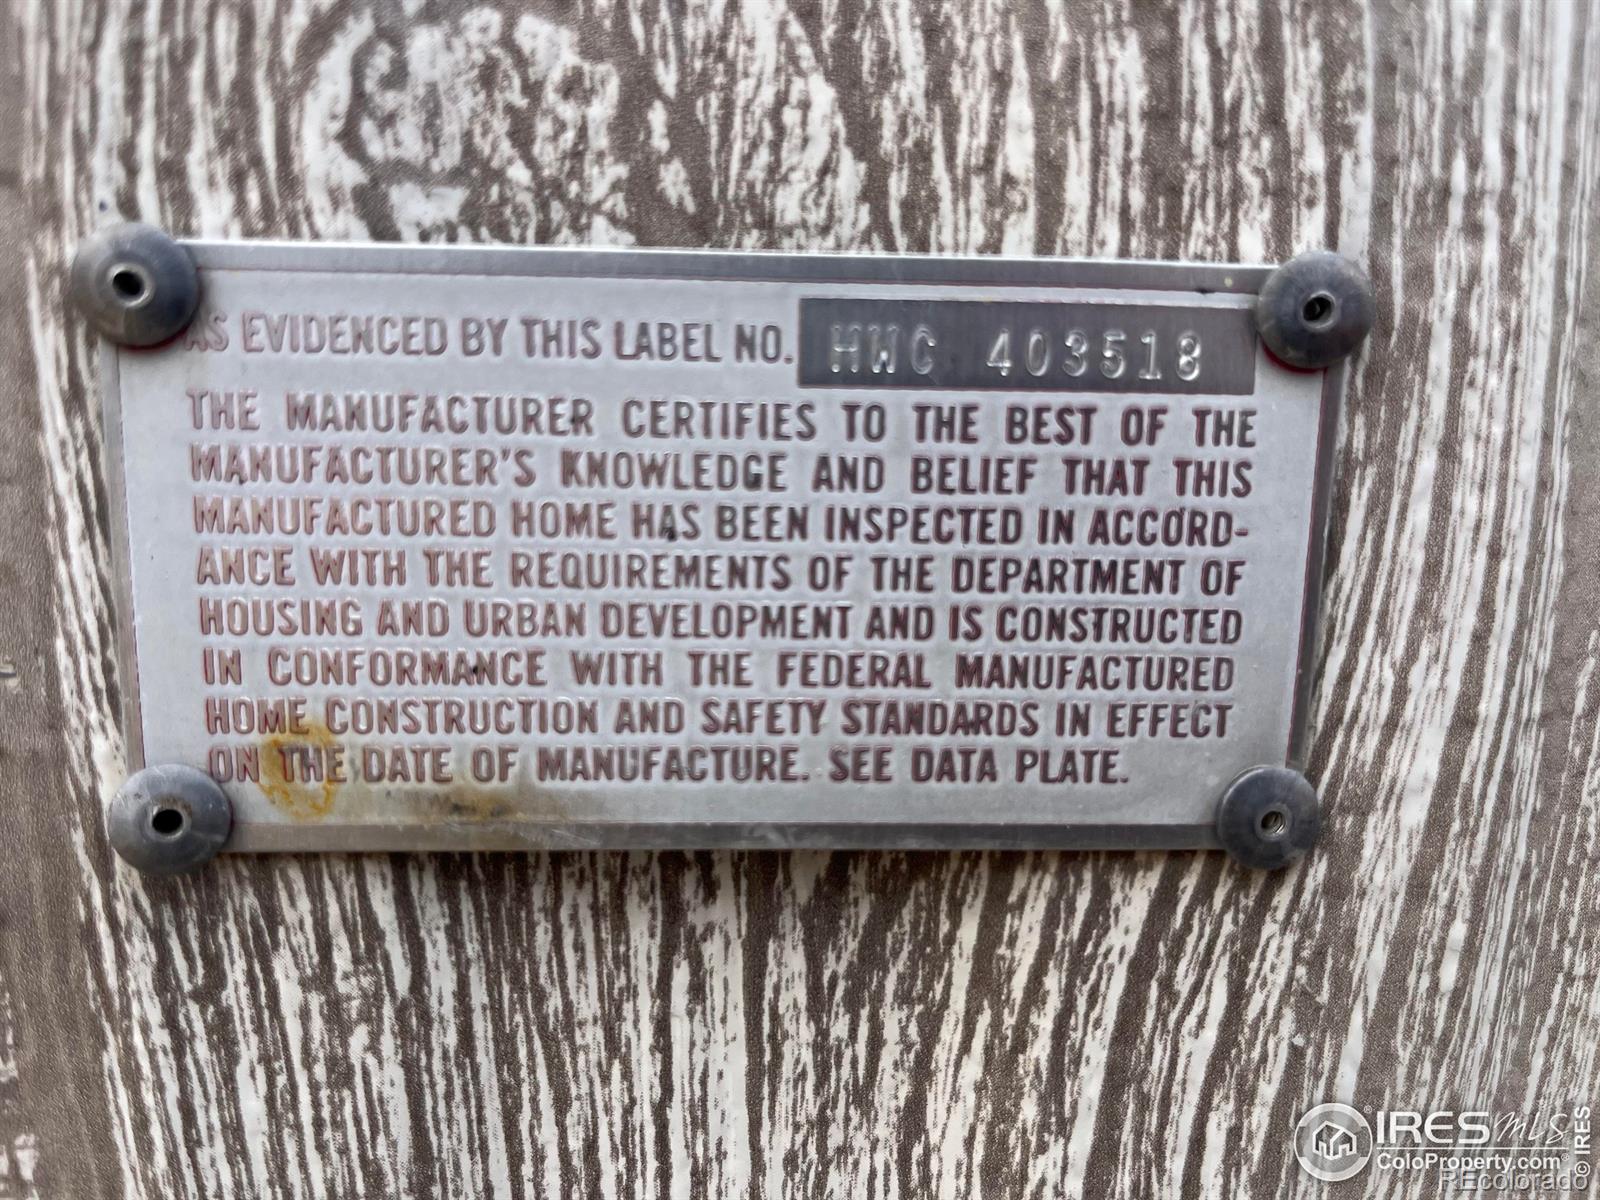 AS EVIDENCED BY THIS LABEL NO. HWC 403518
THE MANUFACTURER CERTIFIES TO THE BEST OF THE
MANUFACTURER'S KNOWLEDGE AND BELIEF THAT THIS
MANUFACTURED HOME HAS BEEN INSPECTED IN ACCORD-
ANCE WITH THE REQUIREMENTS OF THE DEPARTMENT OF
HOUSING AND URBAN DEVELOPMENT AND IS CONSTRUCTED
IN CONFORMANCE WITH THE FEDERAL MANUFACTURED
HOME CONSTRUCTION AND SAFETY STANDARDS IN EFFECT
ON THE DATE OF MANUFACTURE. SEE DATA PLATE.
IRES mls
ColoProperty.com
REcolorado
© IRES